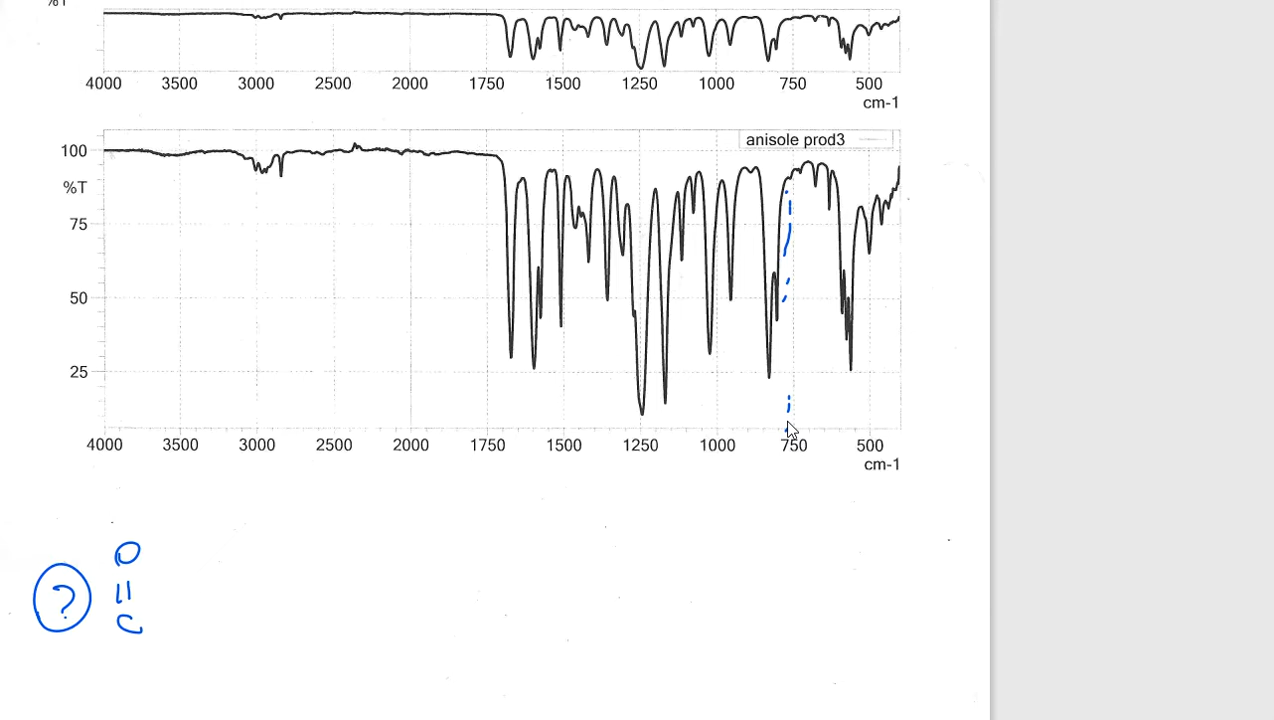 %T
4000 3500 3000 2500 2000 1750 1500 1250 1000 750 500
cm-1
anisole prod3
100
%T
75
50
25
4000 3500 3000 2500 2000 1750 1500 1250 1000 750 500
cm-1
O
?
C